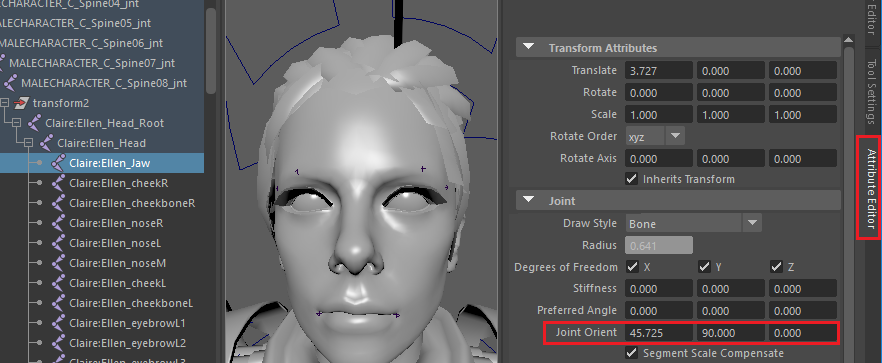 MALECHARACTER_C_Spine05_jnt
MALECHARACTER_C_Spine06_jnt
MALECHARACTER_C_Spine07_jnt
MALECHARACTER_C_Spine08_jnt
transform2
Claire:Ellen_Head_Root
Claire:Ellen_Head
Claire:Ellen_Jaw
Claire:Ellen_cheekR
Claire:Ellen_cheekboneR
Claire:Ellen_noseR
Claire:Ellen_noseL
Claire:Ellen_noseM
Claire:Ellen_cheekL
Claire:Ellen_cheekboneL
Claire:Ellen_eyebrowL1
Claire:Ellen_eyebrowL2
Transform Attributes
Translate 3.727 0.000 0.000
Rotate 0.000 0.000 0.000
Scale 1.000 1.000 1.000
Rotate Order xyz
Rotate Axis 0.000 0.000 0.000
Inherits Transform
Joint
Draw Style Bone
Radius 0.641
Degrees of Freedom X Y Z
Stiffness 0.000 0.000 0.000
Preferred Angle 0.000 0.000 0.000
Joint Orient 45.725 90.000 0.000
Segment Scale Compensate
Editor
Tool Settings
Attribute Editor